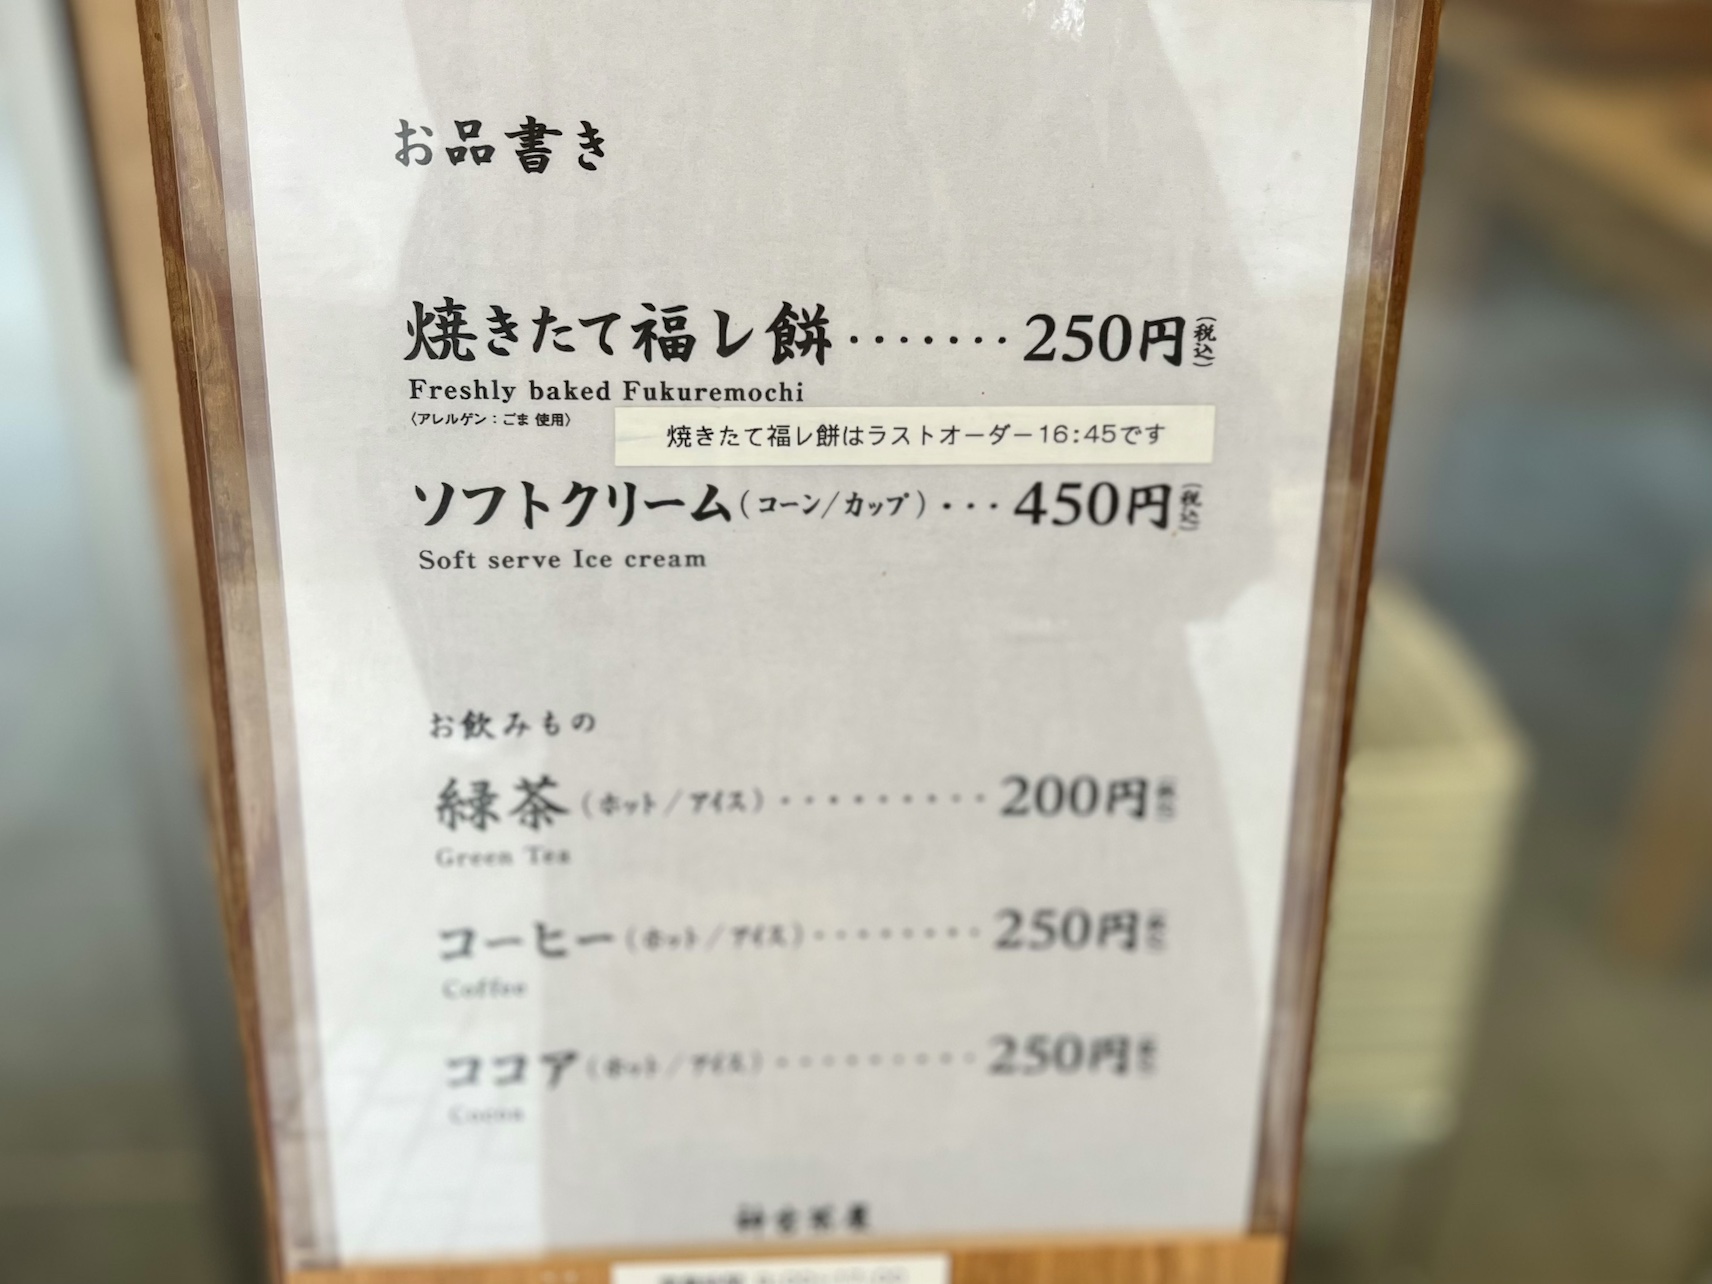 お品書き
焼きたて福レ餅・・・・・・・250円(税込)
Freshly baked Fukuremochi
〈アレルゲン：ごま 使用〉
焼きたて福レ餅はラストオーダー16:45です
ソフトクリーム(コーン/カップ)・・・450円(税込)
Soft serve Ice cream
お飲みもの
緑茶(ホット/アイス)・・・・・・・・・・200円(税込)
Green Tea
コーヒー(ホット/アイス)・・・・・・・・250円(税込)
Coffee
ココア(ホット/アイス)・・・・・・・・・・250円(税込)
Cocoa